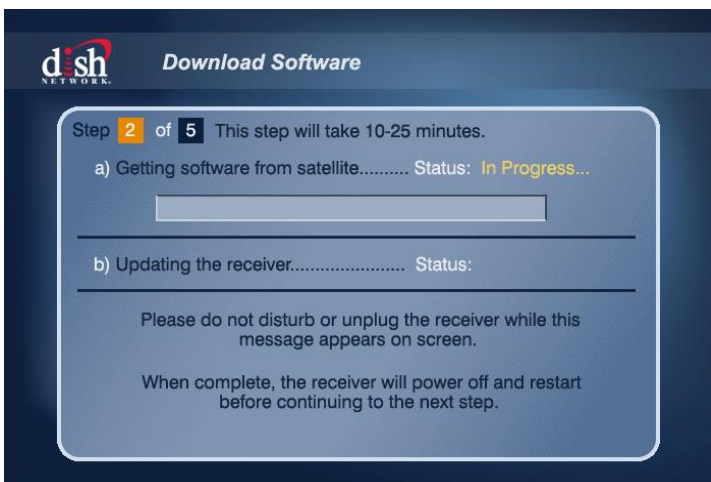 dish
NETWORK.
Download Software
Step 2 of 5 This step will take 10-25 minutes.
a) Getting software from satellite.......... Status: In Progress...
b) Updating the receiver....................... Status:
Please do not disturb or unplug the receiver while this
message appears on screen.
When complete, the receiver will power off and restart
before continuing to the next step.